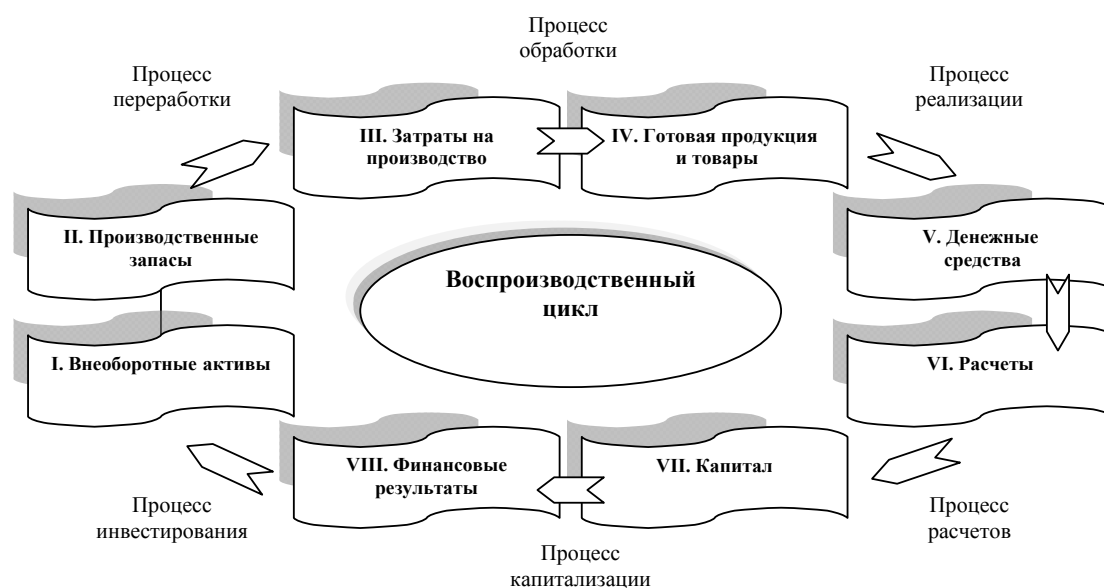 Процесс
обработки
Процесс
переработки
Процесс
реализации
III. Затраты на
производство
IV. Готовая продукция
и товары
II. Производственные
запасы
V. Денежные
средства
Воспроизводственный
цикл
I. Внеоборотные активы
VI. Расчеты
VIII. Финансовые
результаты
VII. Капитал
Процесс
инвестирования
Процесс
расчетов
Процесс
капитализации